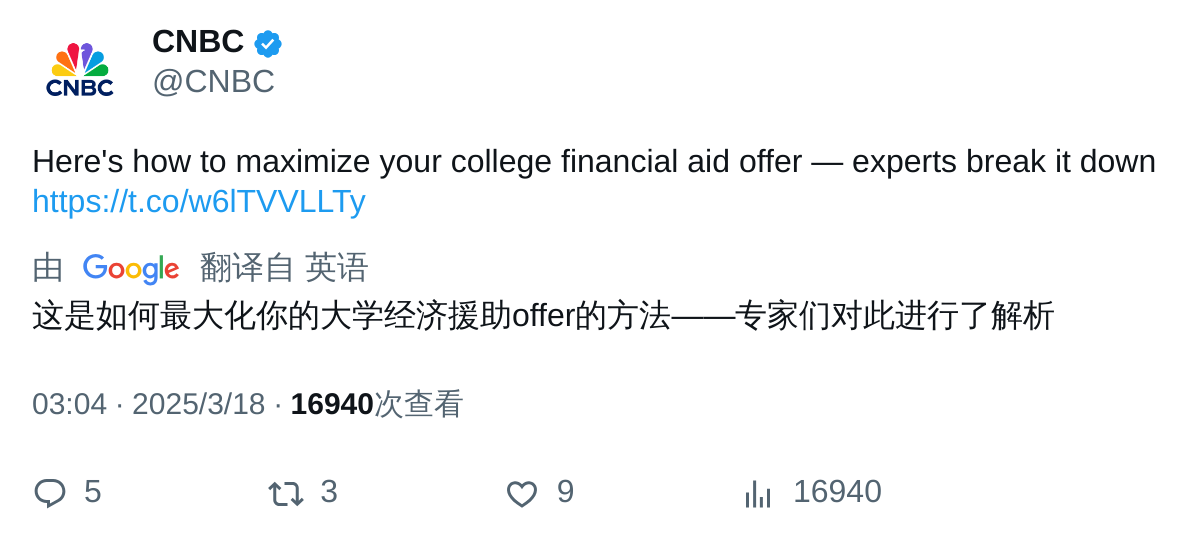 CNBC
CNBC
@CNBC
Here's how to maximize your college financial aid offer — experts break it down
https://t.co/w6lTVVLLTy
由 Google 翻译自 英语
这是如何最大化你的大学经济援助offer的方法——专家们对此进行了解析
03:04 · 2025/3/18 · 16940次查看
5 3 9 16940